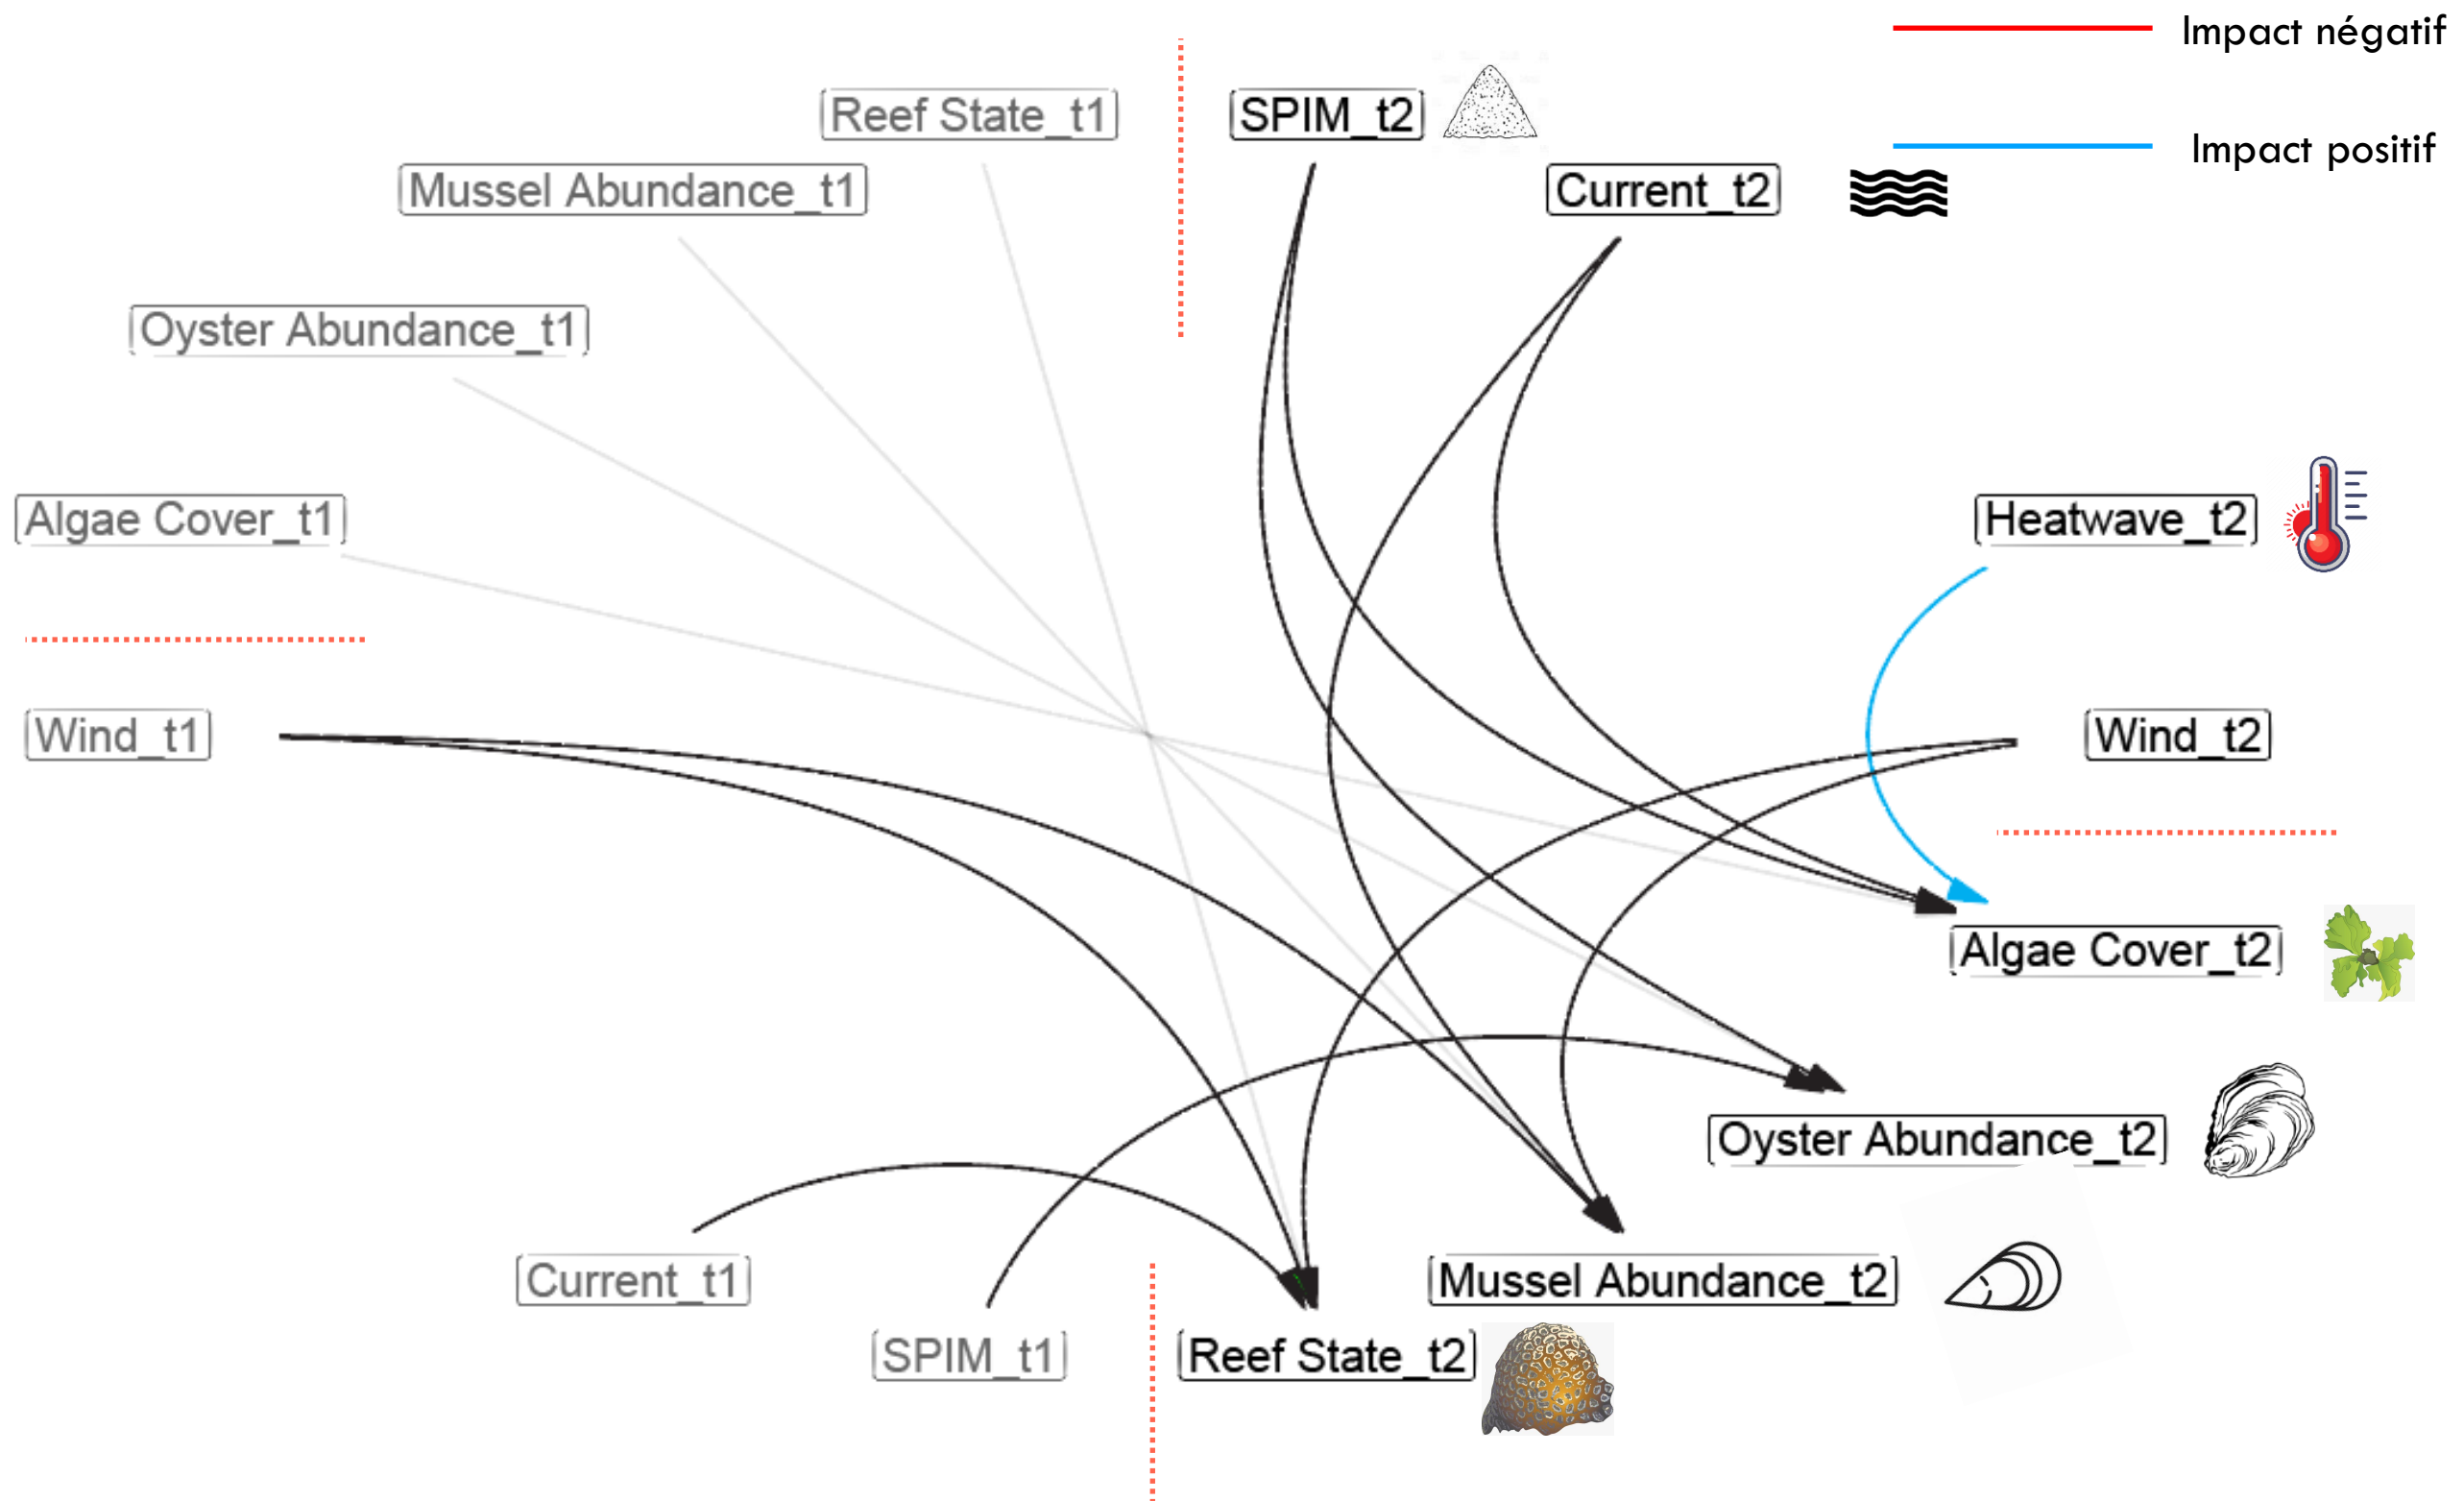 Impact négatif
Reef State_t1
SPIM_t2
Impact positif
Mussel Abundance_t1
Current_t2
Oyster Abundance_t1
Algae Cover_t1
Heatwave_t2
Wind_t1
Wind_t2
Algae Cover_t2
Oyster Abundance_t2
Current_t1
Mussel Abundance_t2
SPIM_t1
Reef State_t2